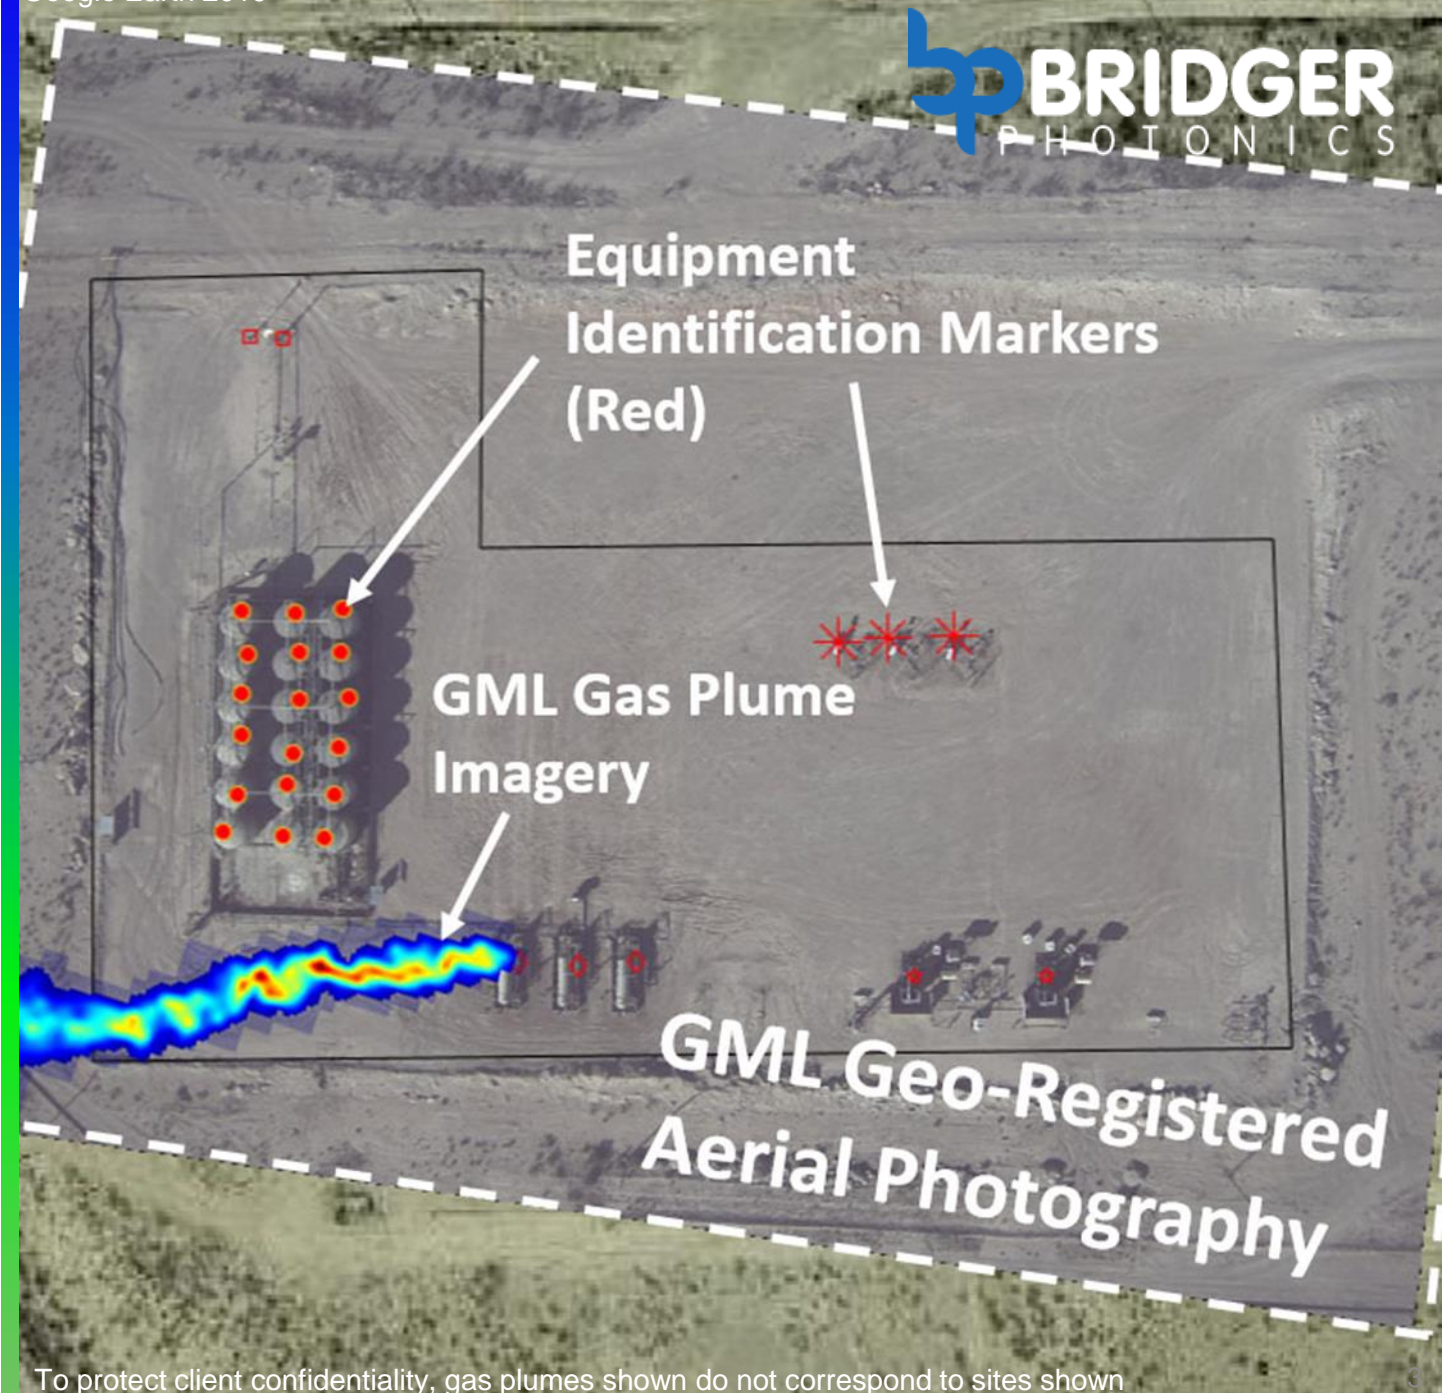 BRIDGER
PHOTONICS
Equipment
Identification Markers
(Red)
GML Gas Plume
Imagery
GML Geo-Registered
Aerial Photography
To protect client confidentiality, gas plumes shown do not correspond to sites shown